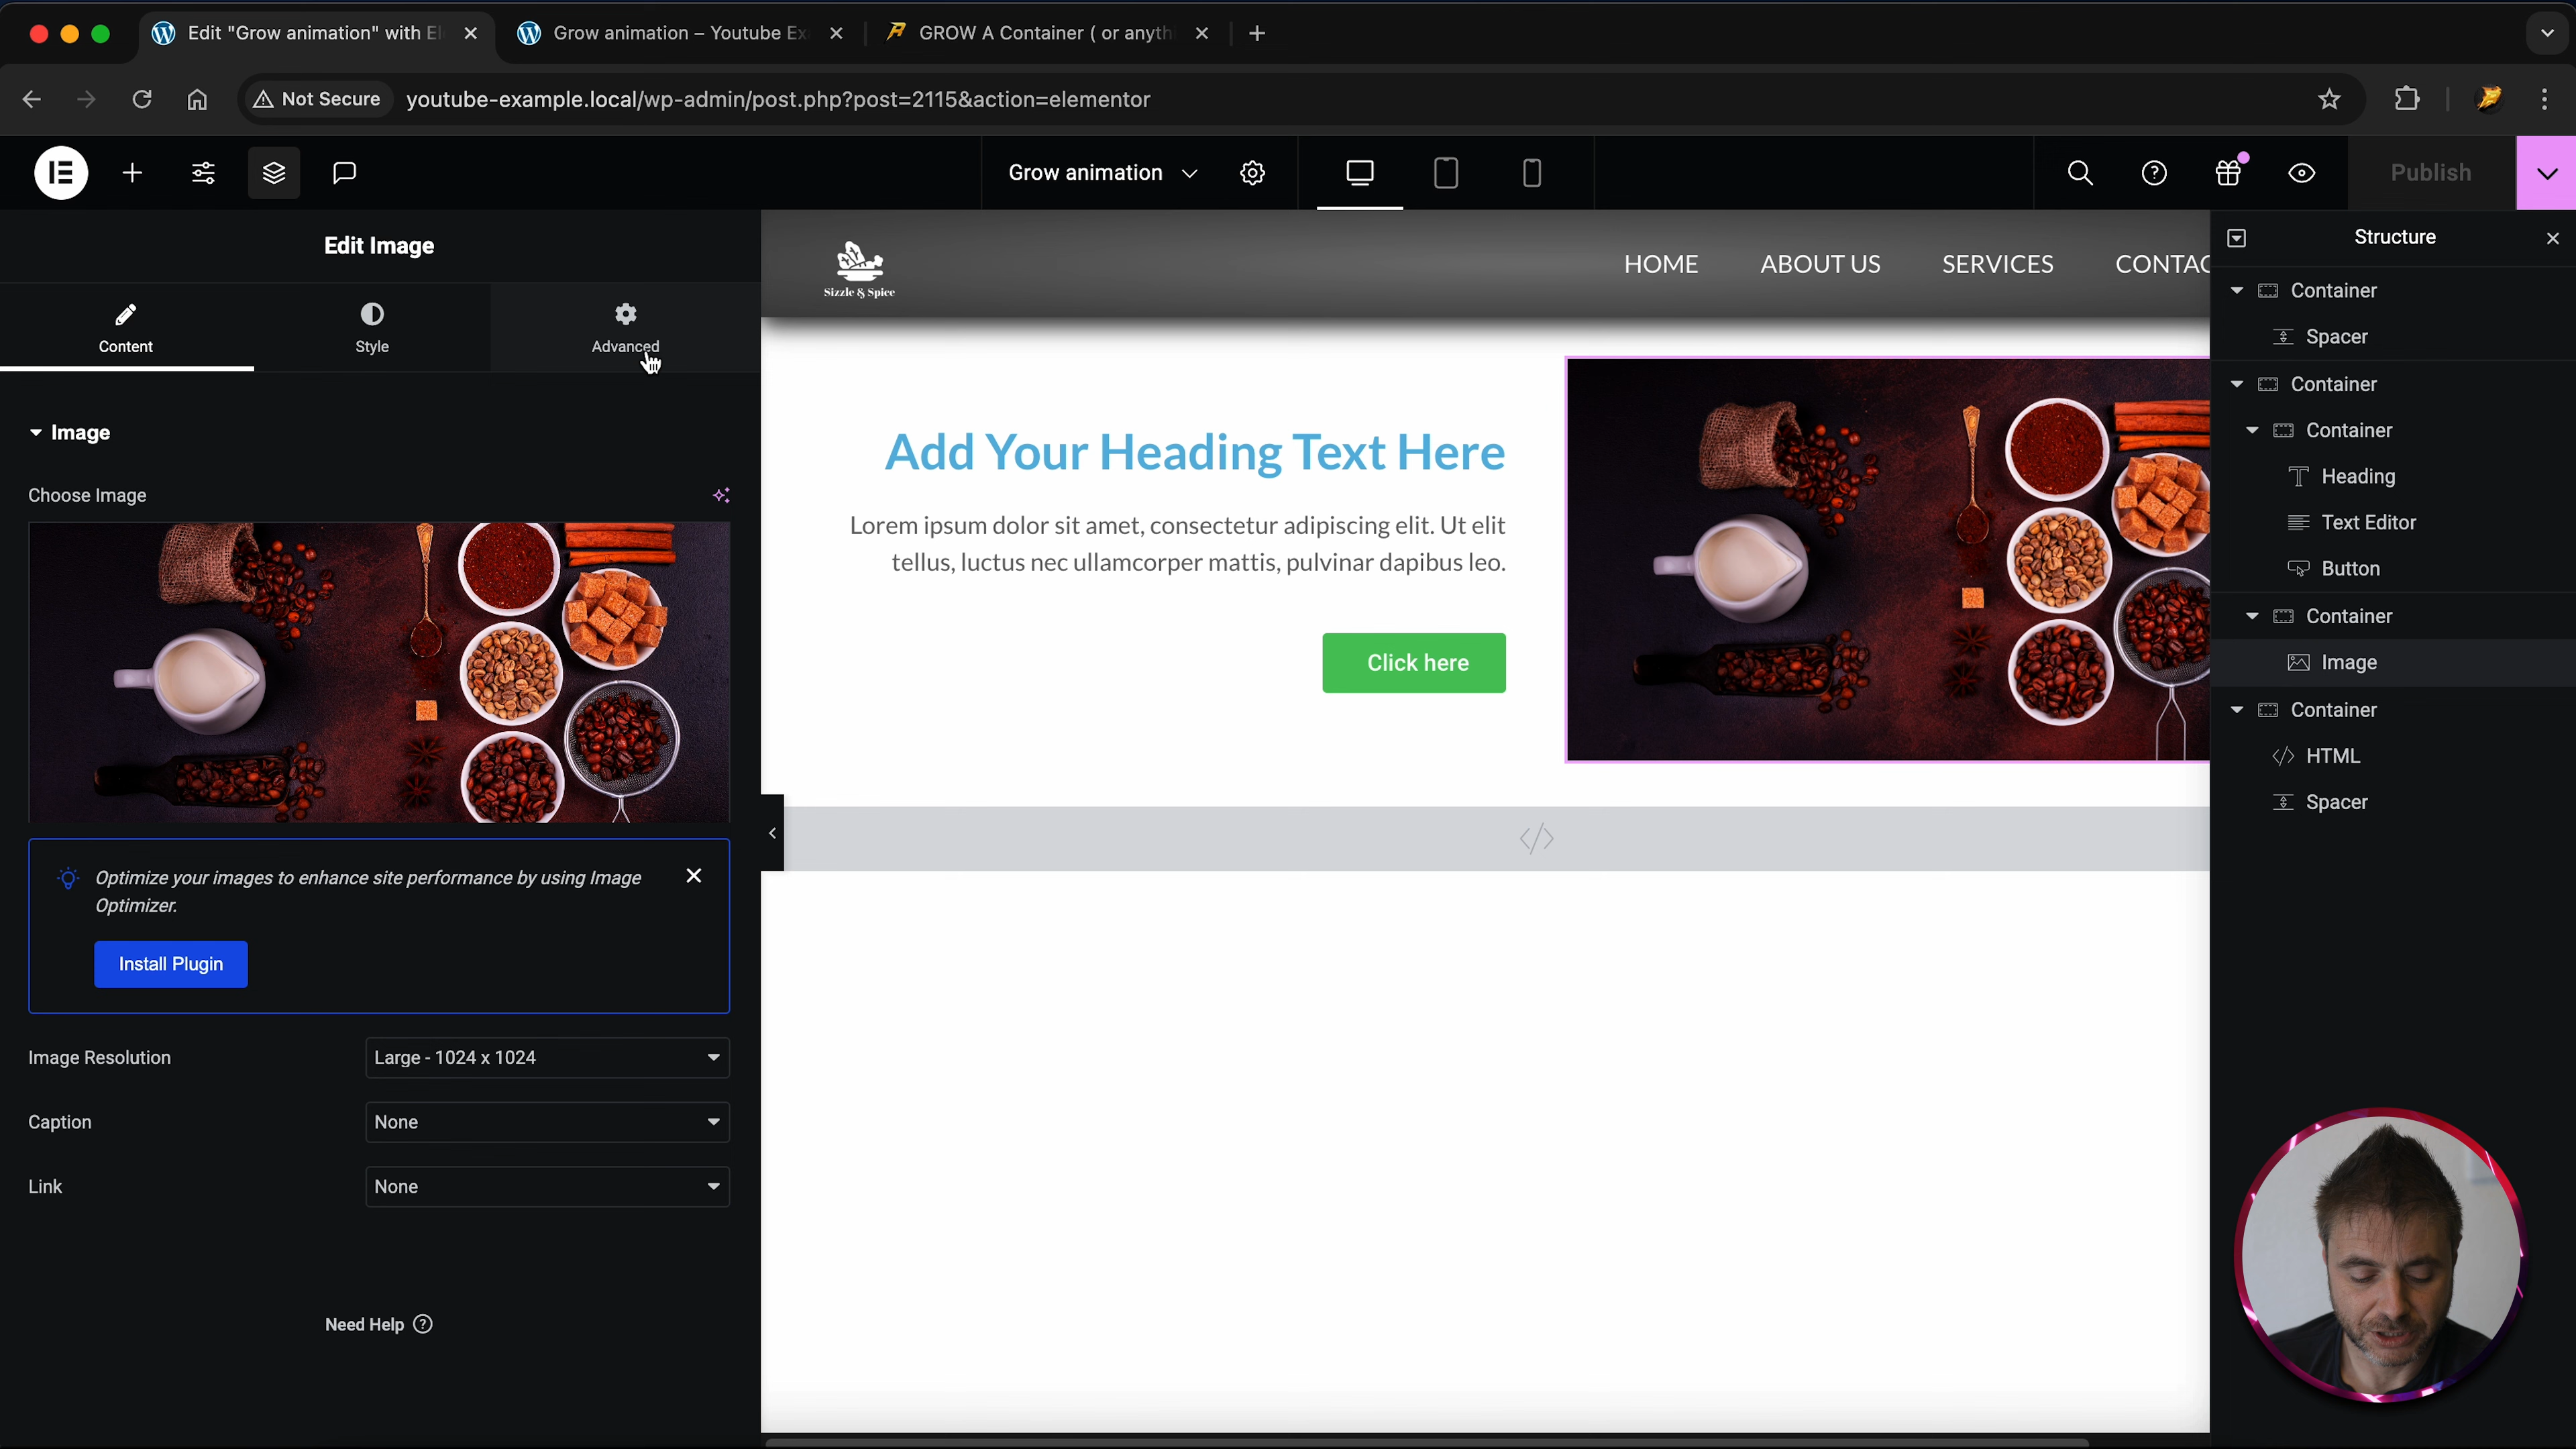 Edit "Grow animation" with El
Grow animation – Youtube Ex
GROW A Container ( or anyth
Not Secure
youtube-example.local/wp-admin/post.php?post=2115&action=elementor
Grow animation
Publish
Edit Image
Content
Style
Advanced
Image
Choose Image
Optimize your images to enhance site performance by using Image
Optimizer.
Install Plugin
Image Resolution
Large - 1024 x 1024
Caption
None
Link
None
Need Help
Sizzle & Spice
HOME
ABOUT US
SERVICES
CONTAC
Add Your Heading Text Here
Lorem ipsum dolor sit amet, consectetur adipiscing elit. Ut elit
tellus, luctus nec ullamcorper mattis, pulvinar dapibus leo.
Click here
Structure
Container
Spacer
Container
Container
Heading
Text Editor
Button
Container
Image
Container
HTML
Spacer